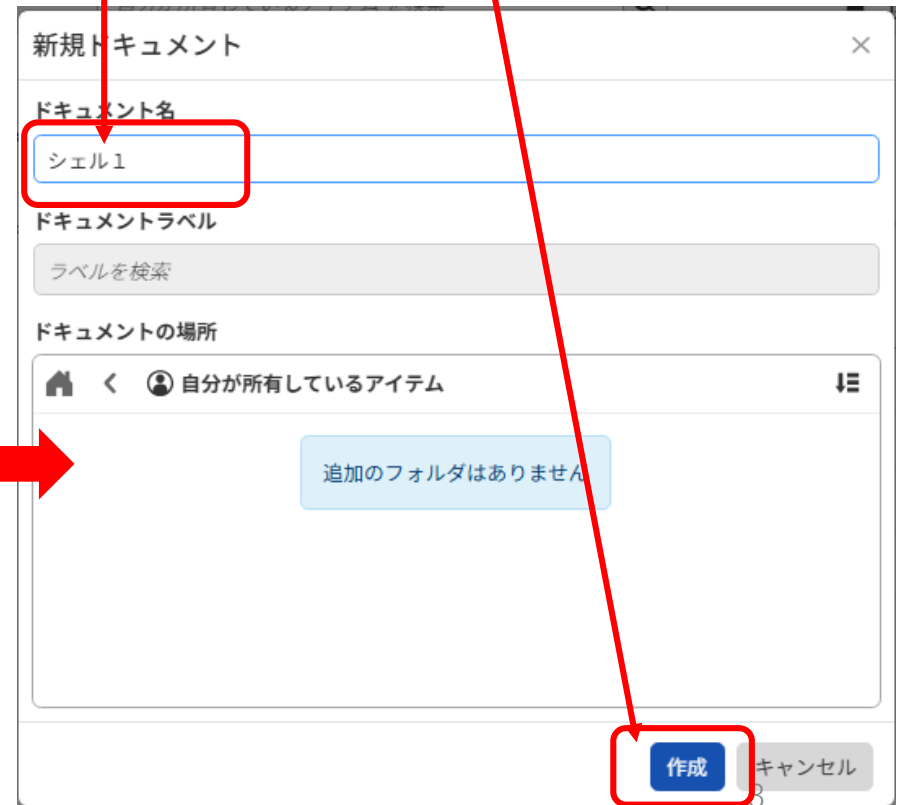 新規ドキュメント
ドキュメント名
シェル１
ドキュメントラベル
ラベルを検索
ドキュメントの場所
自分が所有しているアイテム
追加のフォルダはありません
作成 キャンセル